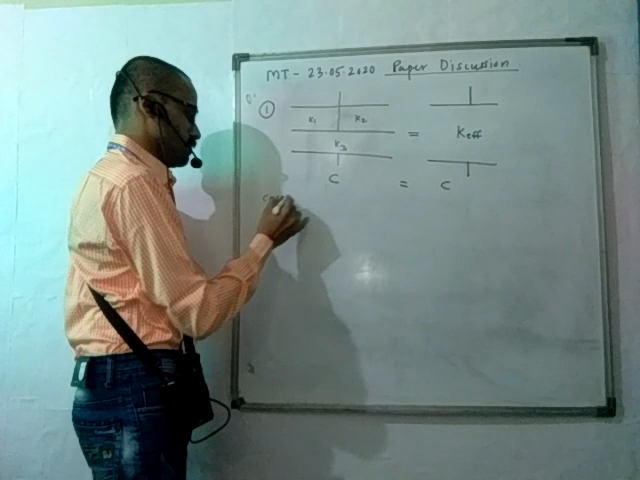 MT - 23.05.2020 Paper Discussion
1
K1 K2
= Keff
K3
C = C